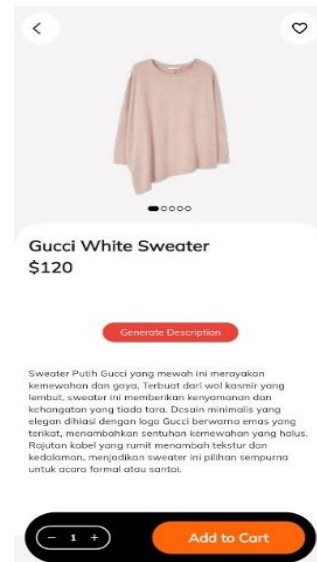 Gucci White Sweater
$120
Generate Description
Sweater Putih Gucci yang mewah ini merayakan
kemewahan dan gaya. Terbuat dari wol kasmir yang
lembut, sweater ini memberikan kenyamanan dan
kehangatan yang tiada tara. Desain minimalis yang
elegan dihiasi dengan logo Gucci berwarna emas yang
terikat, menambahkan sentuhan kemewahan yang halus.
Rajutan kabel yang rumit menambah tekstur dan
kedalaman, menjadikan sweater ini pilihan sempurna
untuk acara formal atau santai.
- 1 + Add to Cart